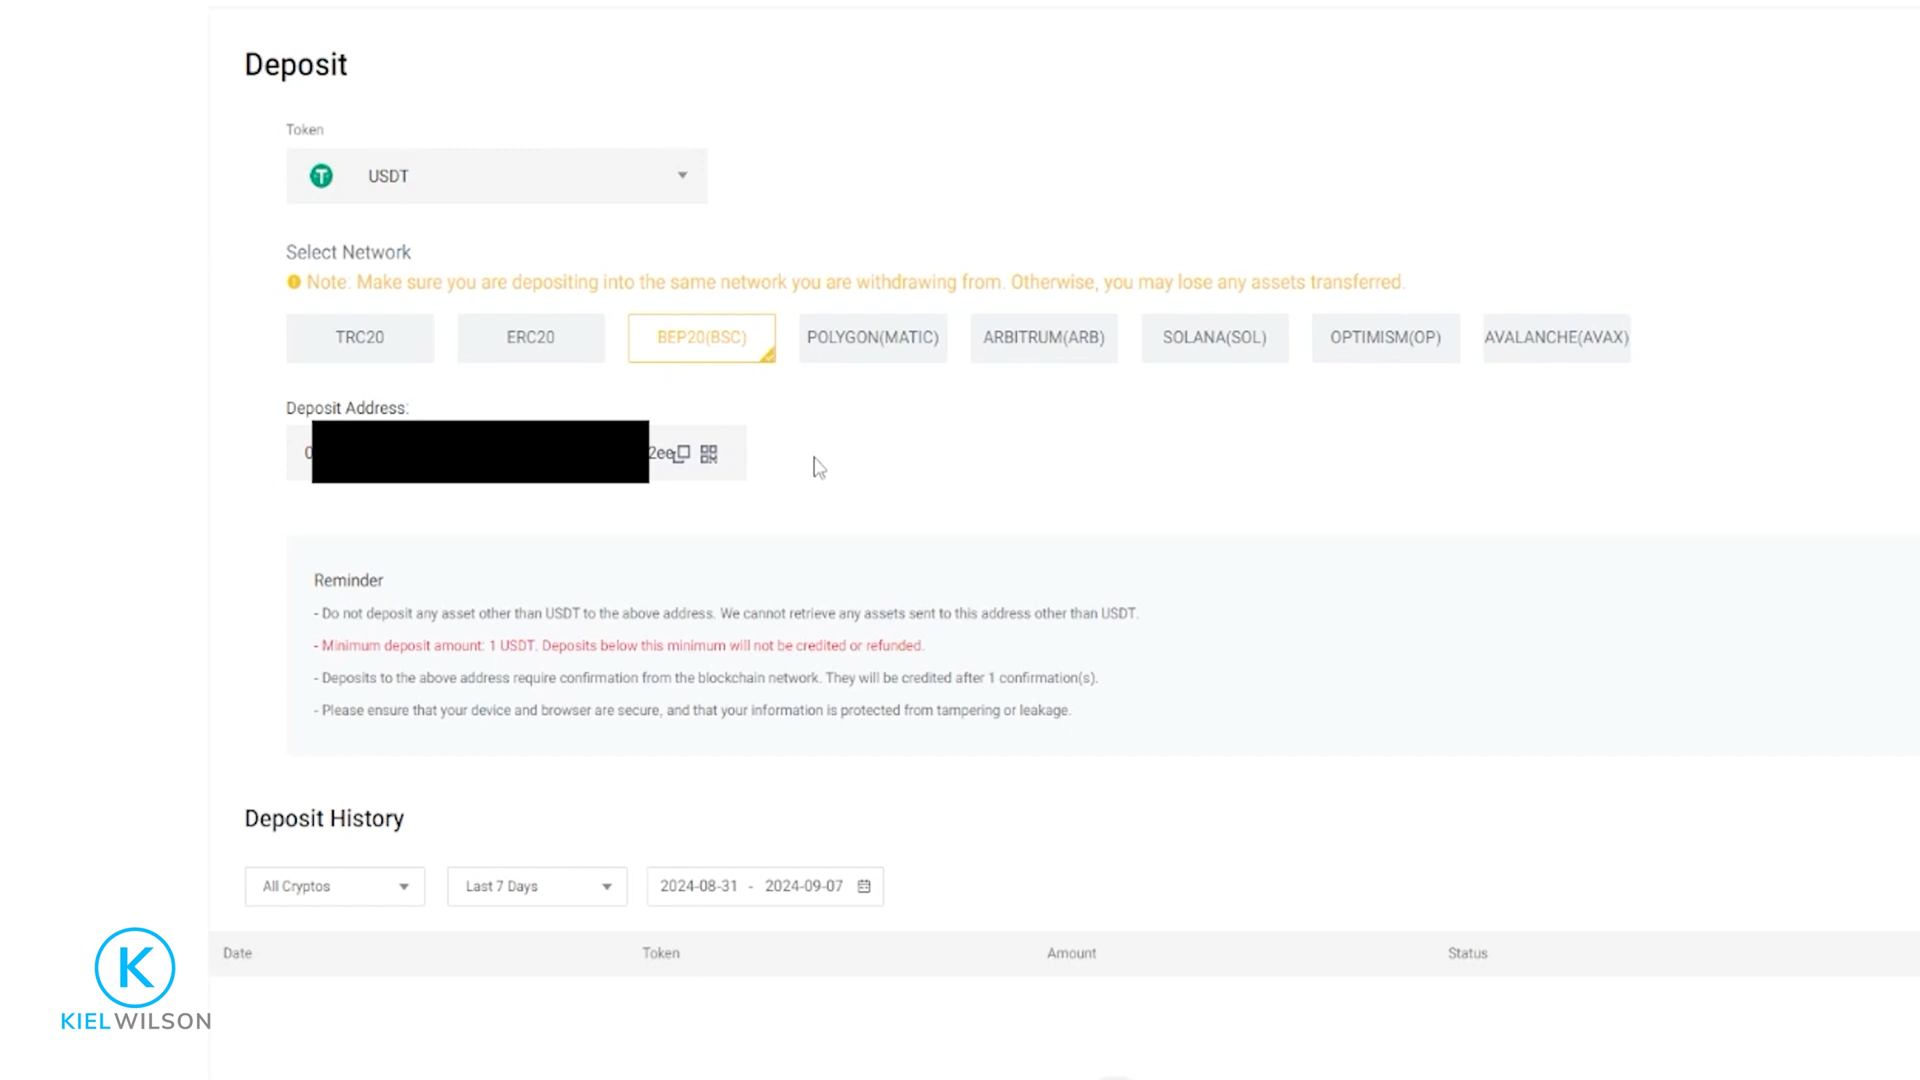 Deposit
Token
USDT
Select Network
Note: Make sure you are depositing into the same network you are withdrawing from. Otherwise, you may lose any assets transferred.
TRC20 ERC20 BEP20(BSC) POLYGON(MATIC) ARBITRUM(ARB) SOLANA(SOL) OPTIMISM(OP) AVALANCHE(AVAX)
Deposit Address:
0 2ee
Reminder
- Do not deposit any asset other than USDT to the above address. We cannot retrieve any assets sent to this address other than USDT.
- Minimum deposit amount: 1 USDT. Deposits below this minimum will not be credited or refunded.
- Deposits to the above address require confirmation from the blockchain network. They will be credited after 1 confirmation(s).
- Please ensure that your device and browser are secure, and that your information is protected from tampering or leakage.
Deposit History
All Cryptos Last 7 Days 2024-08-31 - 2024-09-07
Date Token Amount Status
K
KIELWILSON